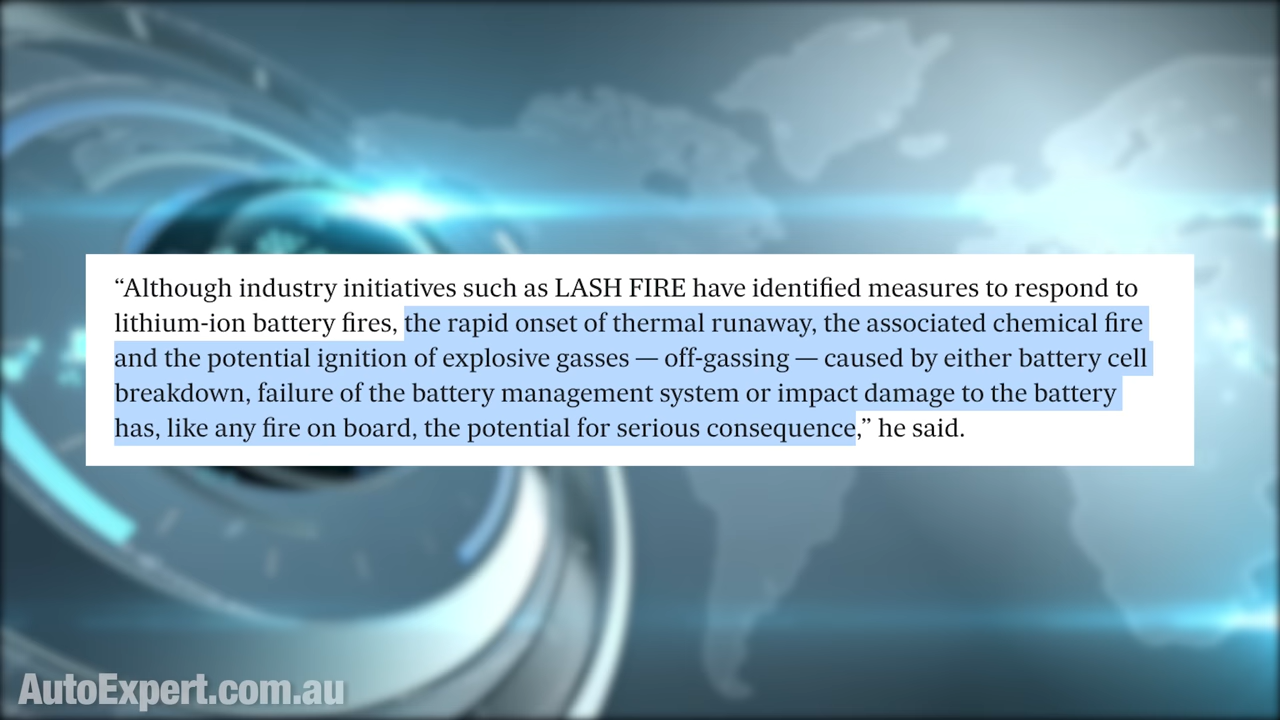 “Although industry initiatives such as LASH FIRE have identified measures to respond to
lithium-ion battery fires, the rapid onset of thermal runaway, the associated chemical fire
and the potential ignition of explosive gasses — off-gassing — caused by either battery cell
breakdown, failure of the battery management system or impact damage to the battery
has, like any fire on board, the potential for serious consequence,” he said.
AutoExpert.com.au